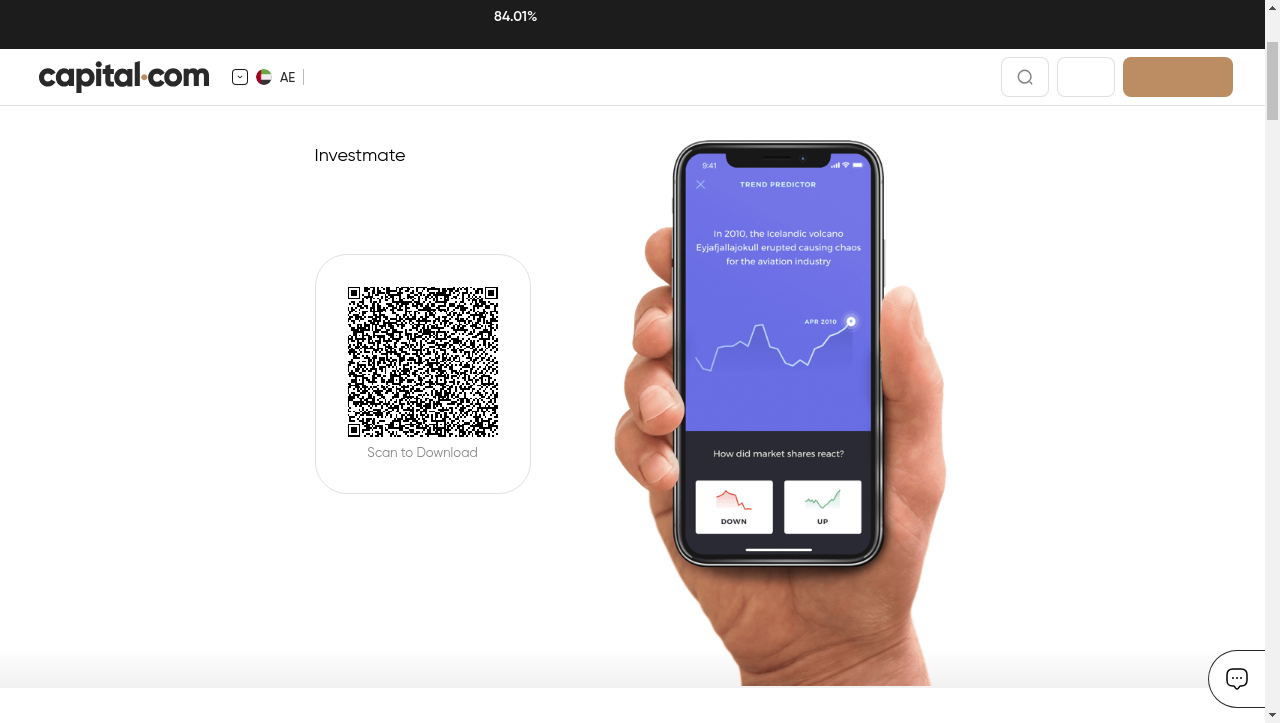 84.01%
capital.com
AE
Investmate
Scan to Download
9:41
TREND PREDICTOR
In 2010, the Icelandic volcano
Eyjafjallajokull erupted causing chaos
for the aviation industry
APR 2010
How did market shares react?
DOWN
UP